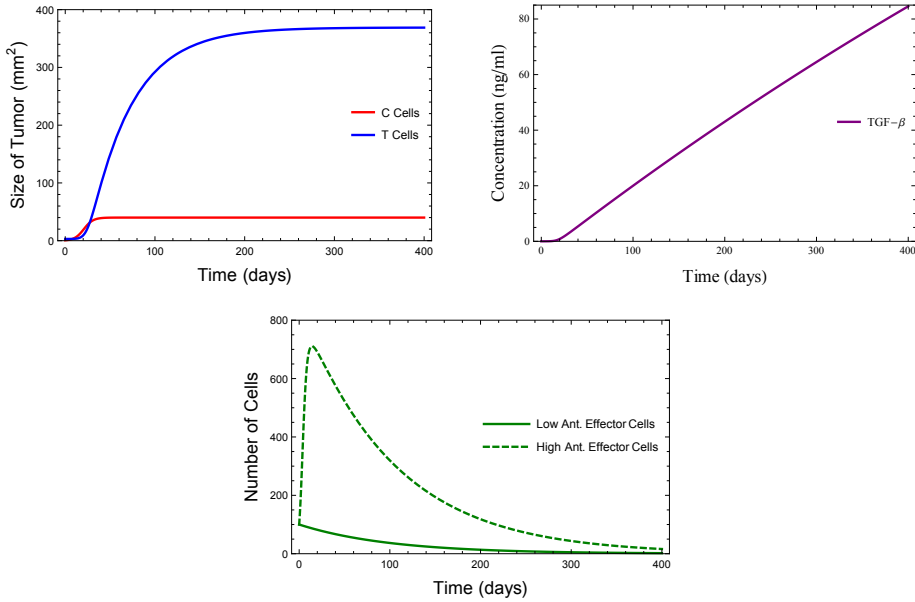 Size of Tumor (mm²)
400
300
200
100
0
0
100
200
300
400
Time (days)
C Cells
T Cells
Concentration (ng/ml)
80
60
40
20
0
0
100
200
300
400
Time (days)
TGF-β
Number of Cells
800
600
400
200
0
0
100
200
300
400
Time (days)
Low Ant. Effector Cells
High Ant. Effector Cells